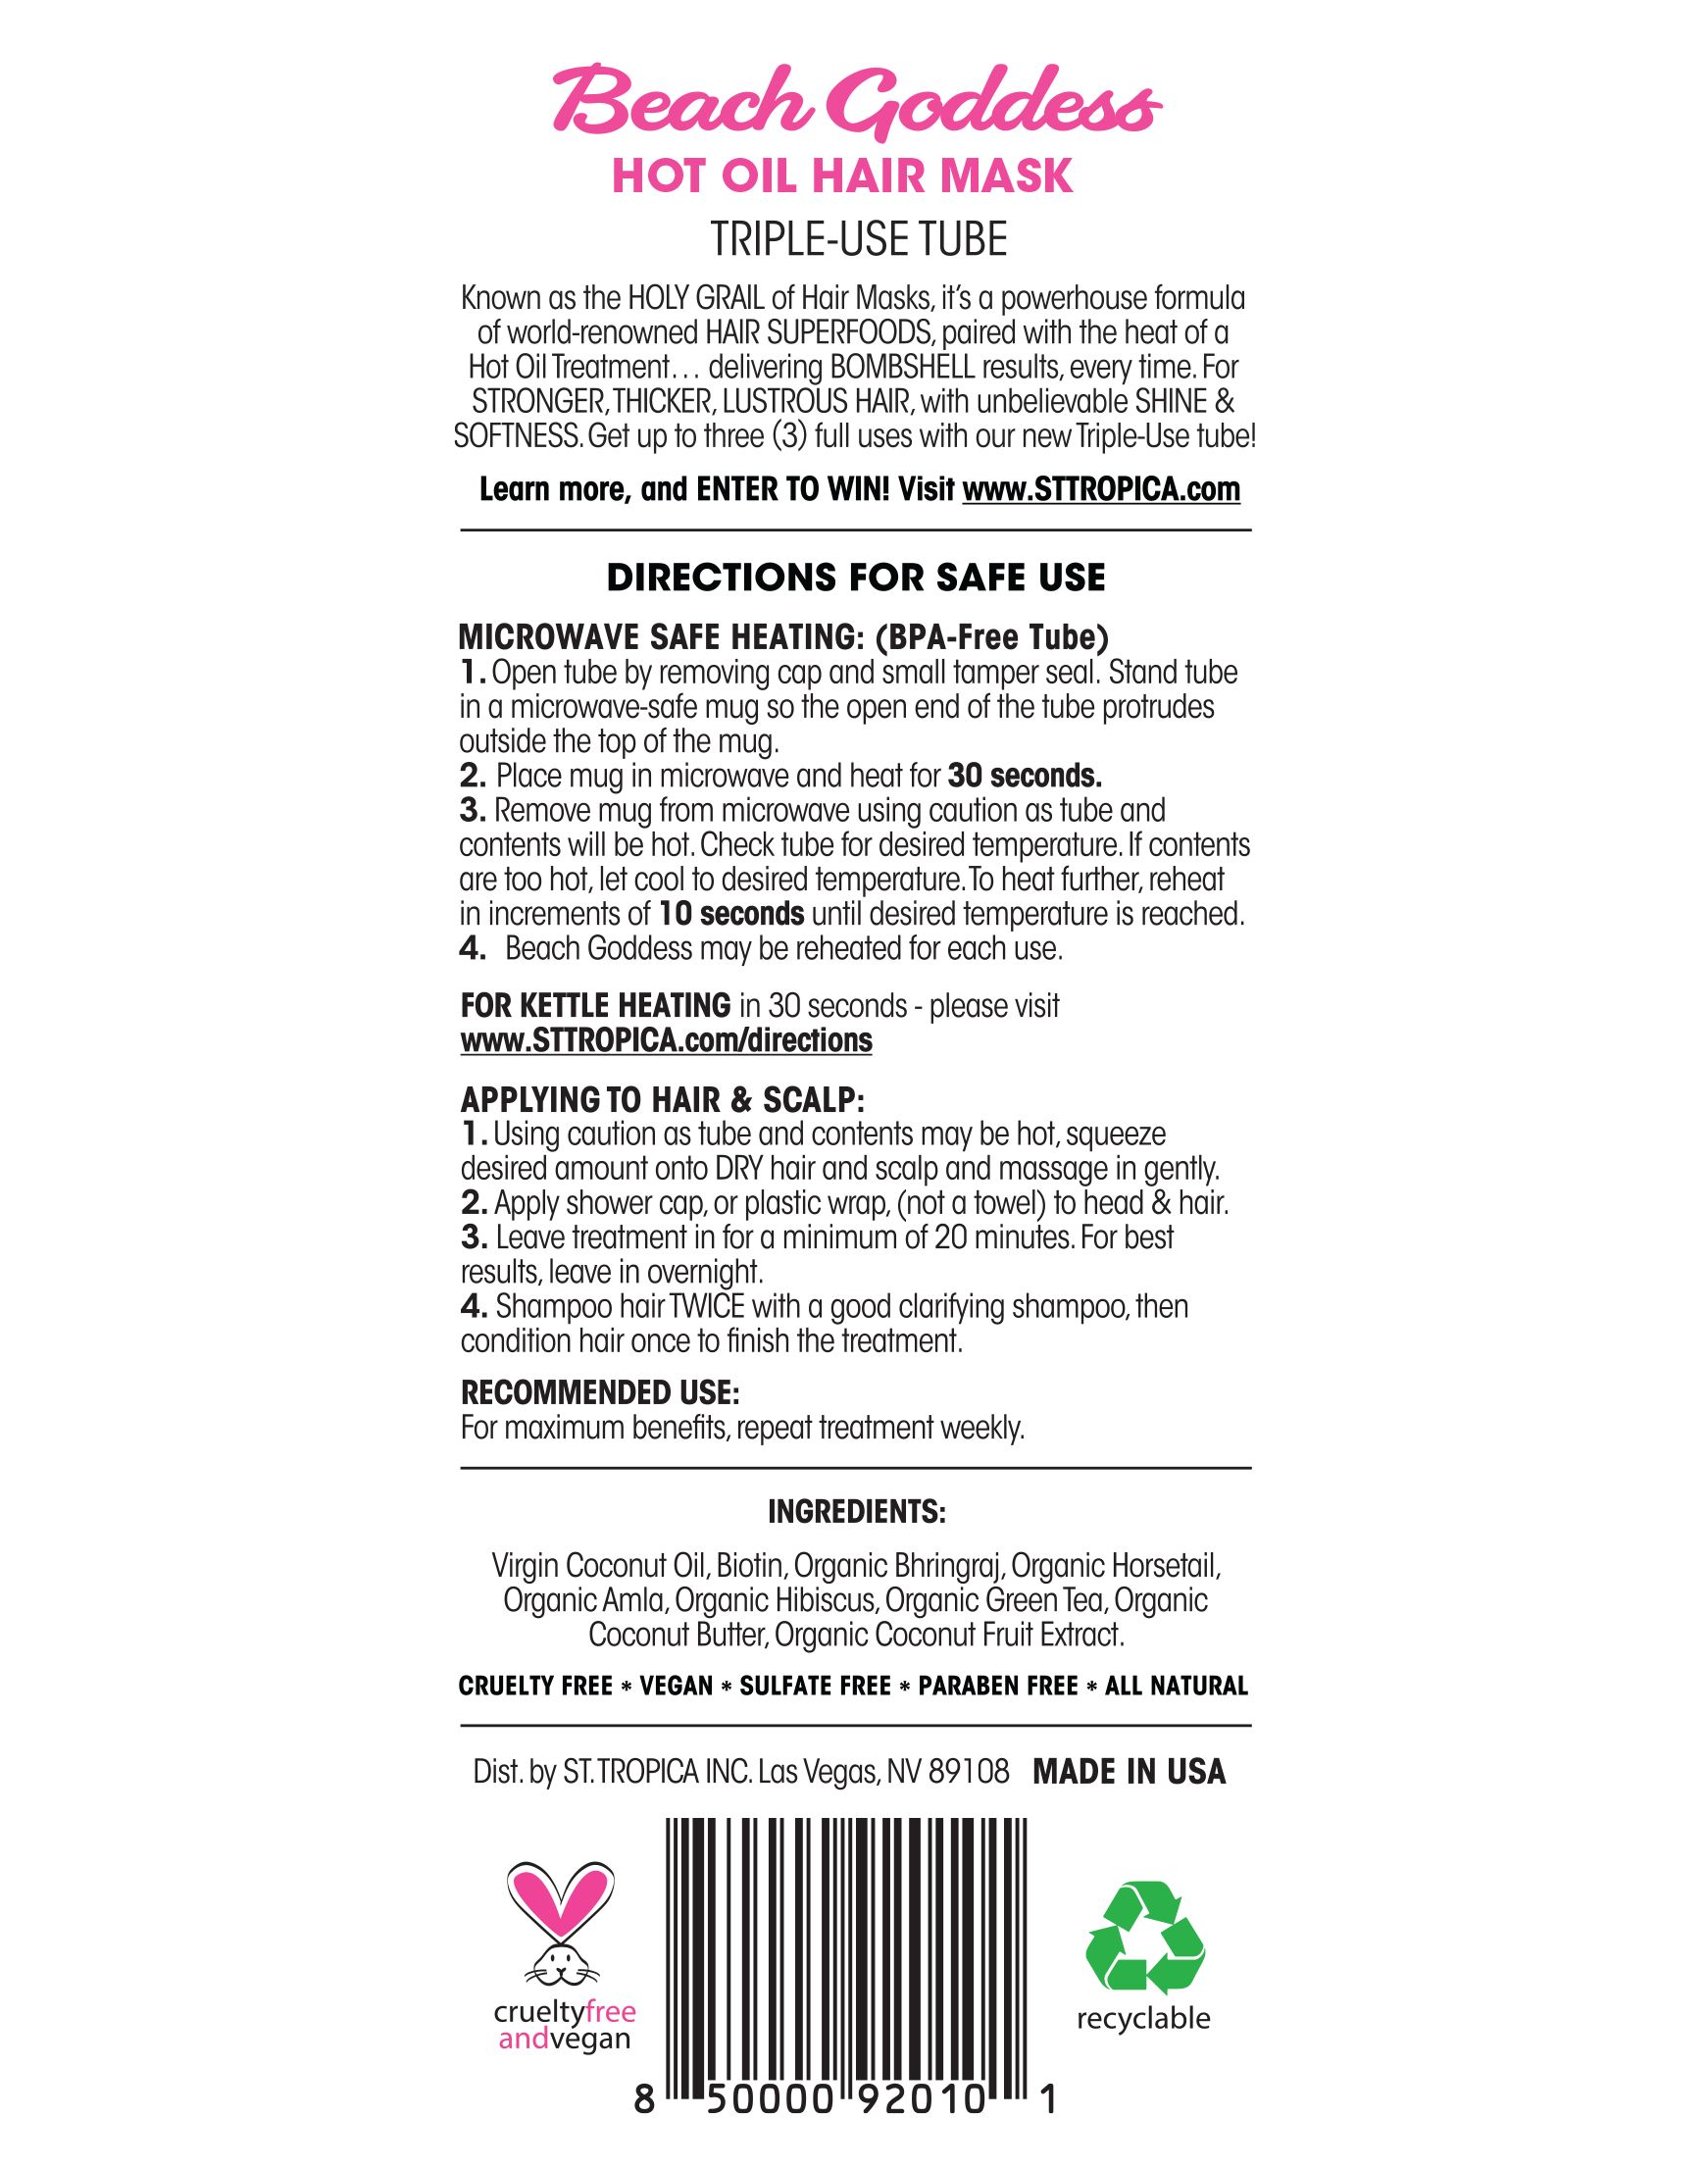 Beach Goddess
HOT OIL HAIR MASK
TRIPLE-USE TUBE
Known as the HOLY GRAIL of Hair Masks, it's a powerhouse formula
of world-renowned HAIR SUPERFOODS, paired with the heat of a
Hot Oil Treatment... delivering BOMBSHELL results, every time. For
STRONGER, THICKER, LUSTROUS HAIR, with unbelievable SHINE &
SOFTNESS. Get up to three (3) full uses with our new Triple-Use tube!
Learn more, and ENTER TO WIN! Visit www.STTROPICA.com
DIRECTIONS FOR SAFE USE
MICROWAVE SAFE HEATING: (BPA-Free Tube)
1. Open tube by removing cap and small tamper seal. Stand tube
in a microwave-safe mug so the open end of the tube protrudes
outside the top of the mug.
2. Place mug in microwave and heat for 30 seconds.
3. Remove mug from microwave using caution as tube and
contents will be hot. Check tube for desired temperature. If contents
are too hot, let cool to desired temperature. To heat further, reheat
in increments of 10 seconds until desired temperature is reached.
4. Beach Goddess may be reheated for each use.
FOR KETTLE HEATING in 30 seconds - please visit
www.STTROPICA.com/directions
APPLYING TO HAIR & SCALP:
1. Using caution as tube and contents may be hot, squeeze
desired amount onto DRY hair and scalp and massage in gently.
2. Apply shower cap, or plastic wrap, (not a towel) to head & hair.
3. Leave treatment in for a minimum of 20 minutes. For best
results, leave in overnight.
4. Shampoo hair TWICE with a good clarifying shampoo, then
condition hair once to finish the treatment.
RECOMMENDED USE:
For maximum benefits, repeat treatment weekly.
INGREDIENTS:
Virgin Coconut Oil, Biotin, Organic Bhringraj, Organic Horsetail,
Organic Amla, Organic Hibiscus, Organic Green Tea, Organic
Coconut Butter, Organic Coconut Fruit Extract.
CRUELTY FREE * VEGAN * SULFATE FREE * PARABEN FREE * ALL NATURAL
Dist. by ST. TROPICA INC. Las Vegas, NV 89108 MADE IN USA
crueltyfree
andvegan
recyclable
8 50000 92010 1